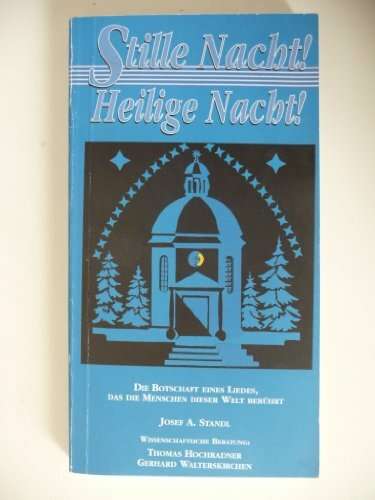 Stille Nacht!
Heilige Nacht!
Die Botschaft eines Liedes,
das die Menschen dieser Welt berührt
Josef A. Standl
Wissenschaftliche Beratung:
Thomas Hochradner
Gerhard Walterskirchen